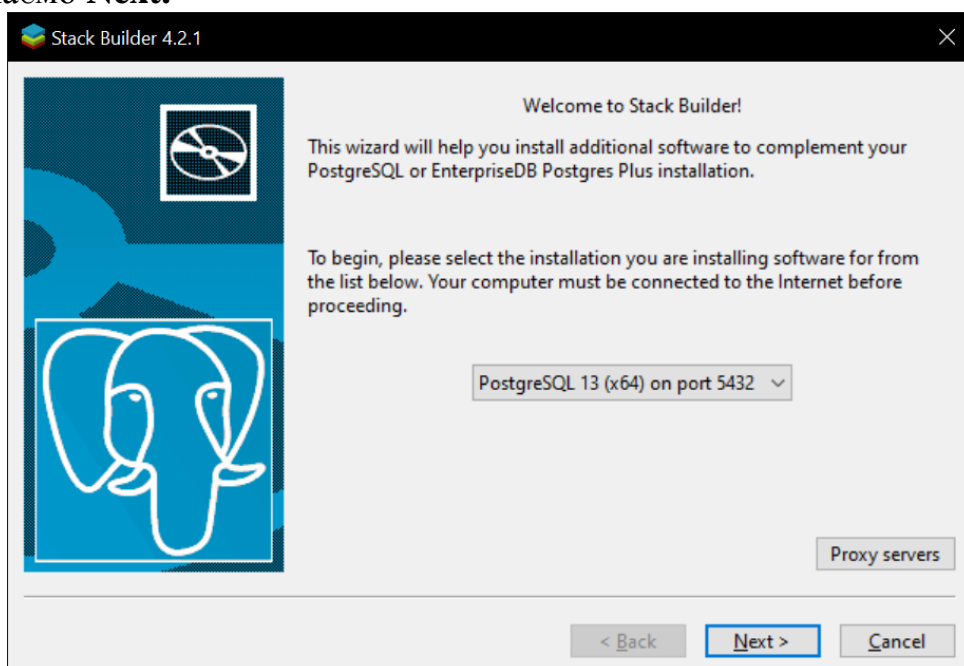 Next.
Stack Builder 4.2.1
Welcome to Stack Builder!
This wizard will help you install additional software to complement your
PostgreSQL or EnterpriseDB Postgres Plus installation.
To begin, please select the installation you are installing software for from
the list below. Your computer must be connected to the Internet before
proceeding.
PostgreSQL 13 (x64) on port 5432
Proxy servers
< Back
Next >
Cancel